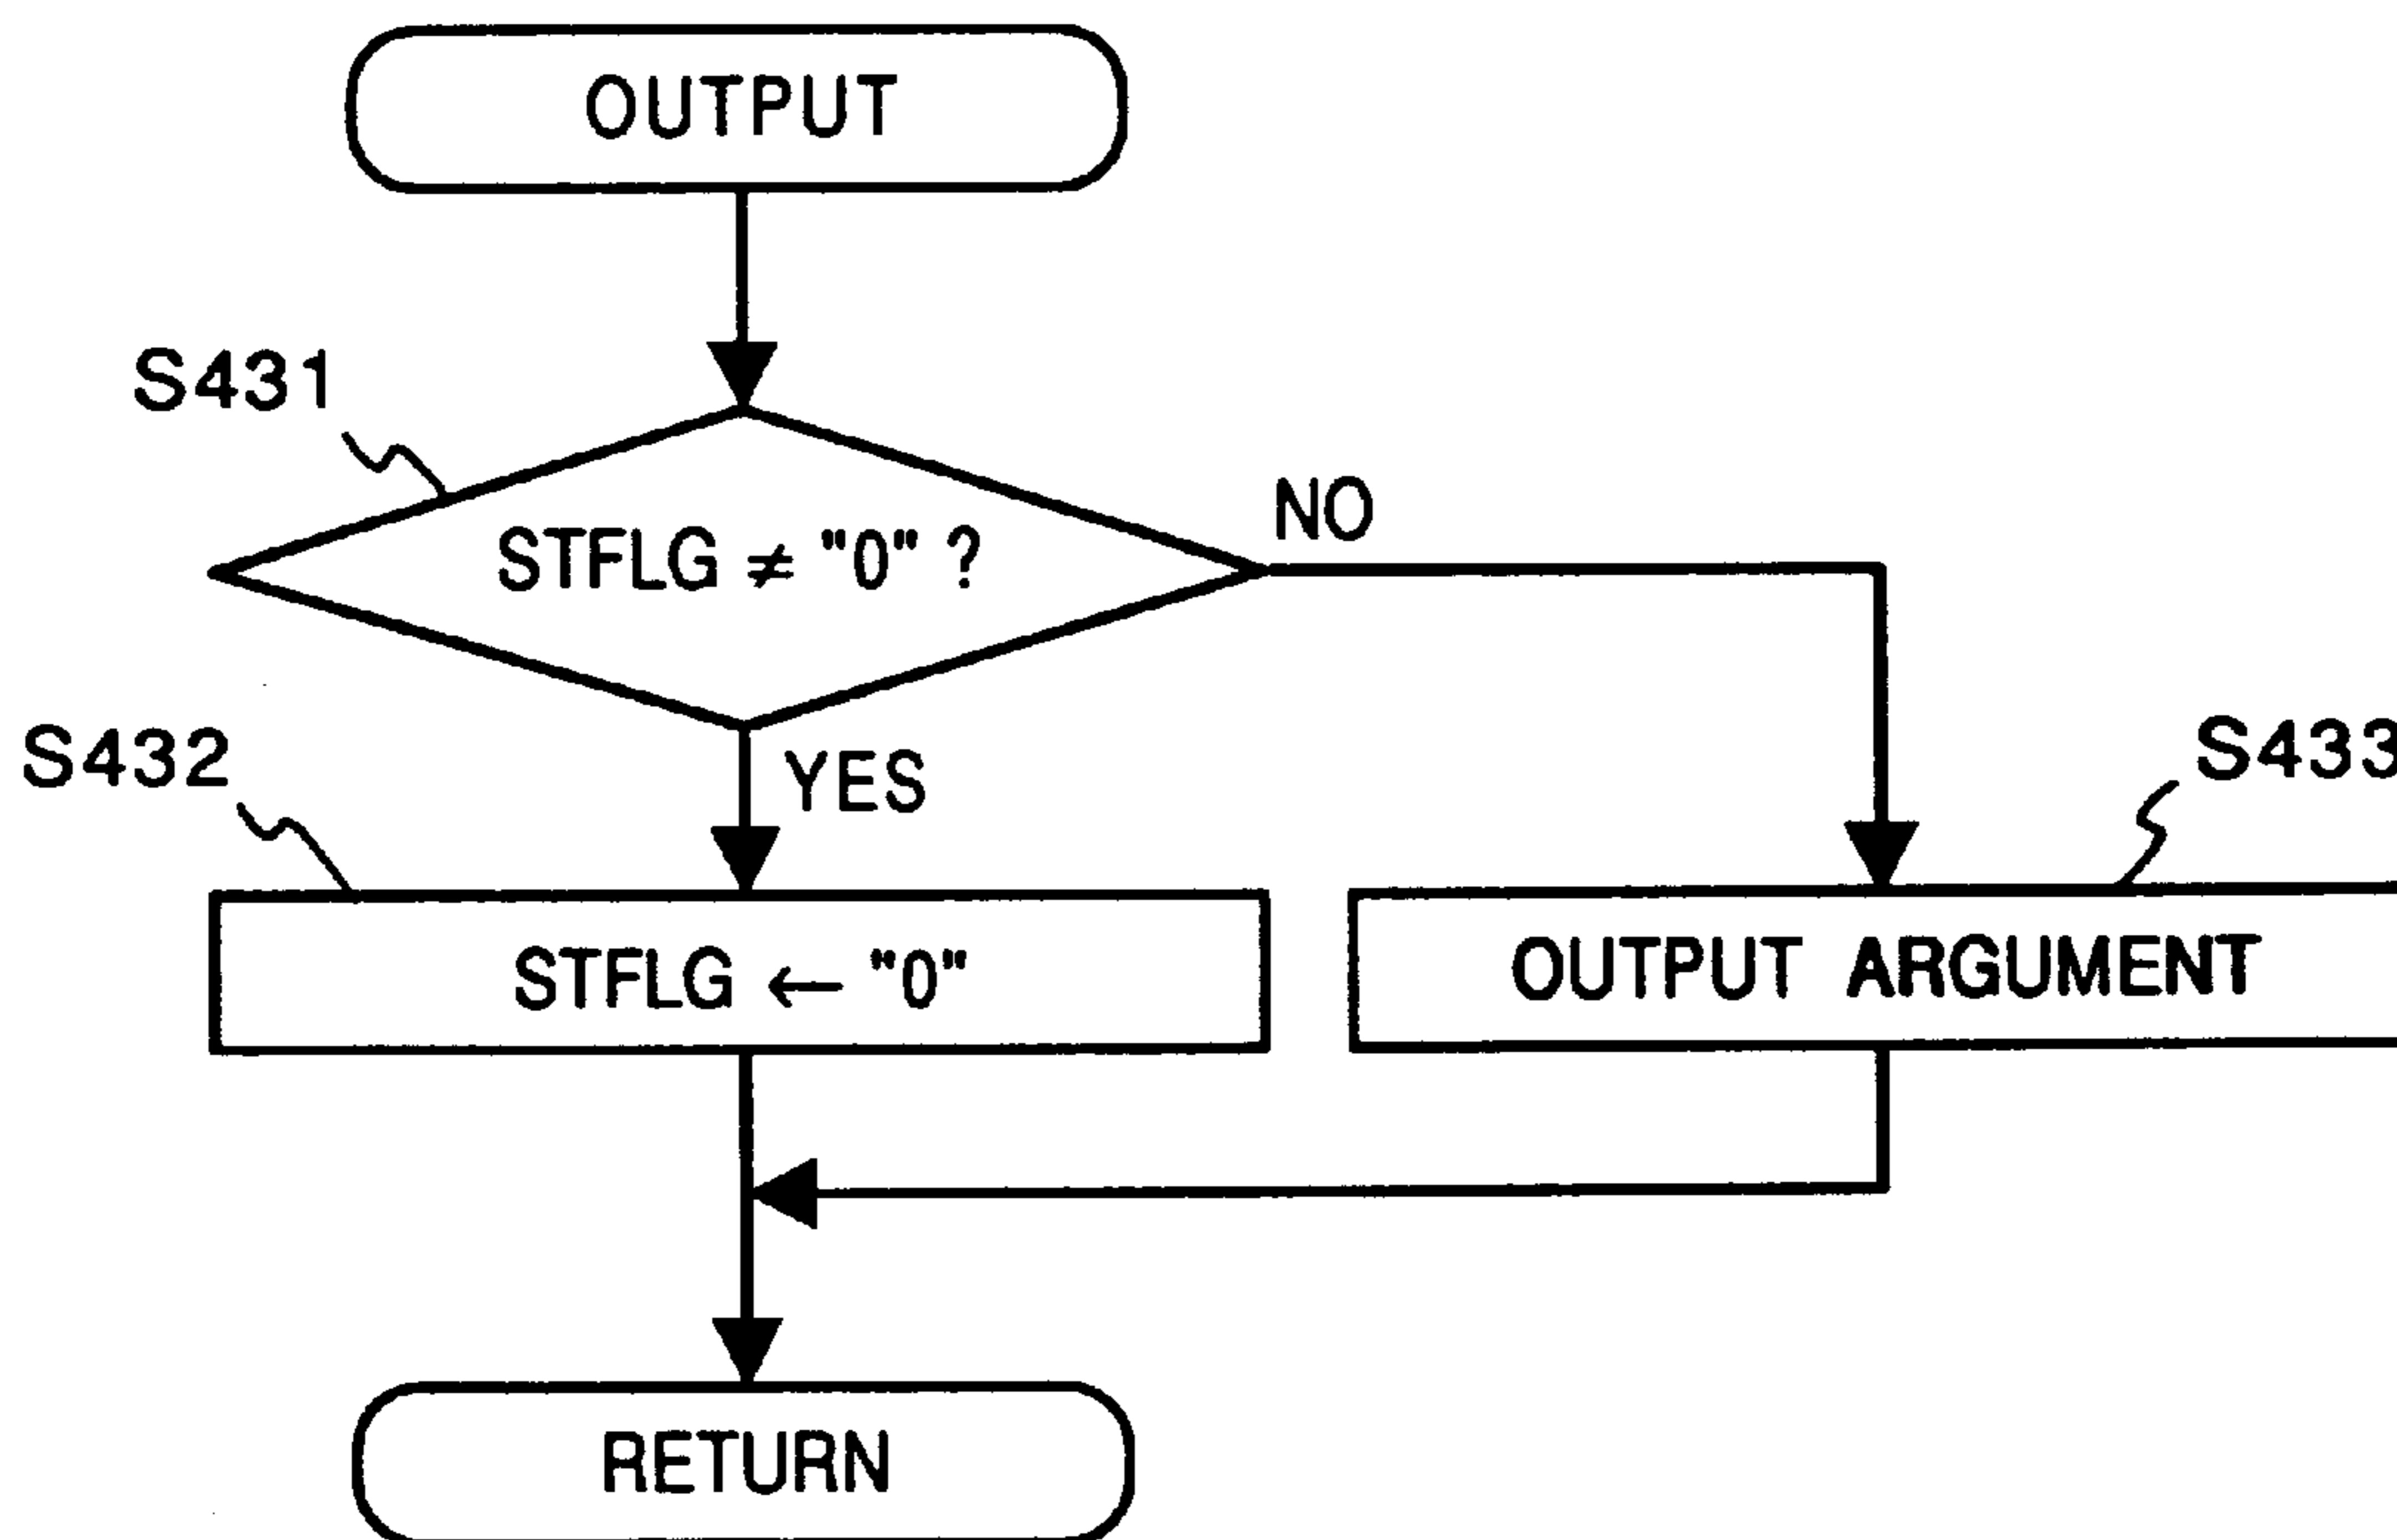 OUTPUT
S431
STFLG ≠ "0" ?
NO
YES
S432
S433
STFLG ← "0"
OUTPUT ARGUMENT
RETURN